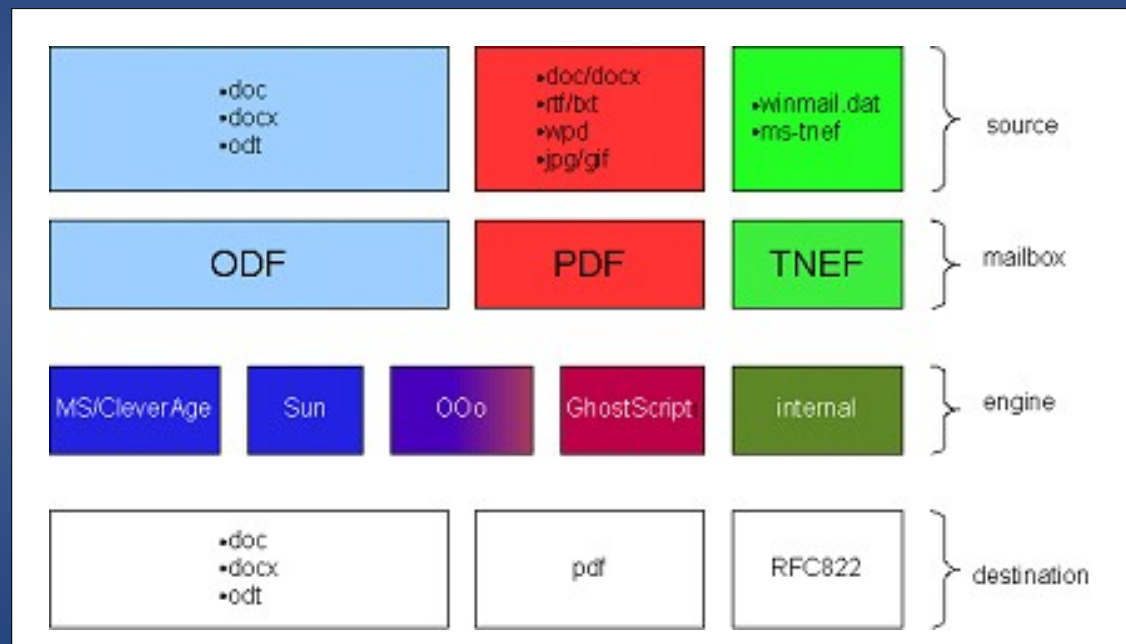 •doc
•docx
•odt
•doc/docx
•rtf/txt
•wpd
•jpg/gif
•winmail.dat
•ms-tnef
source
ODF
PDF
TNEF
mailbox
MS/CleverAge
Sun
OOo
GhostScript
internal
engine
•doc
•docx
•odt
pdf
RFC822
destination